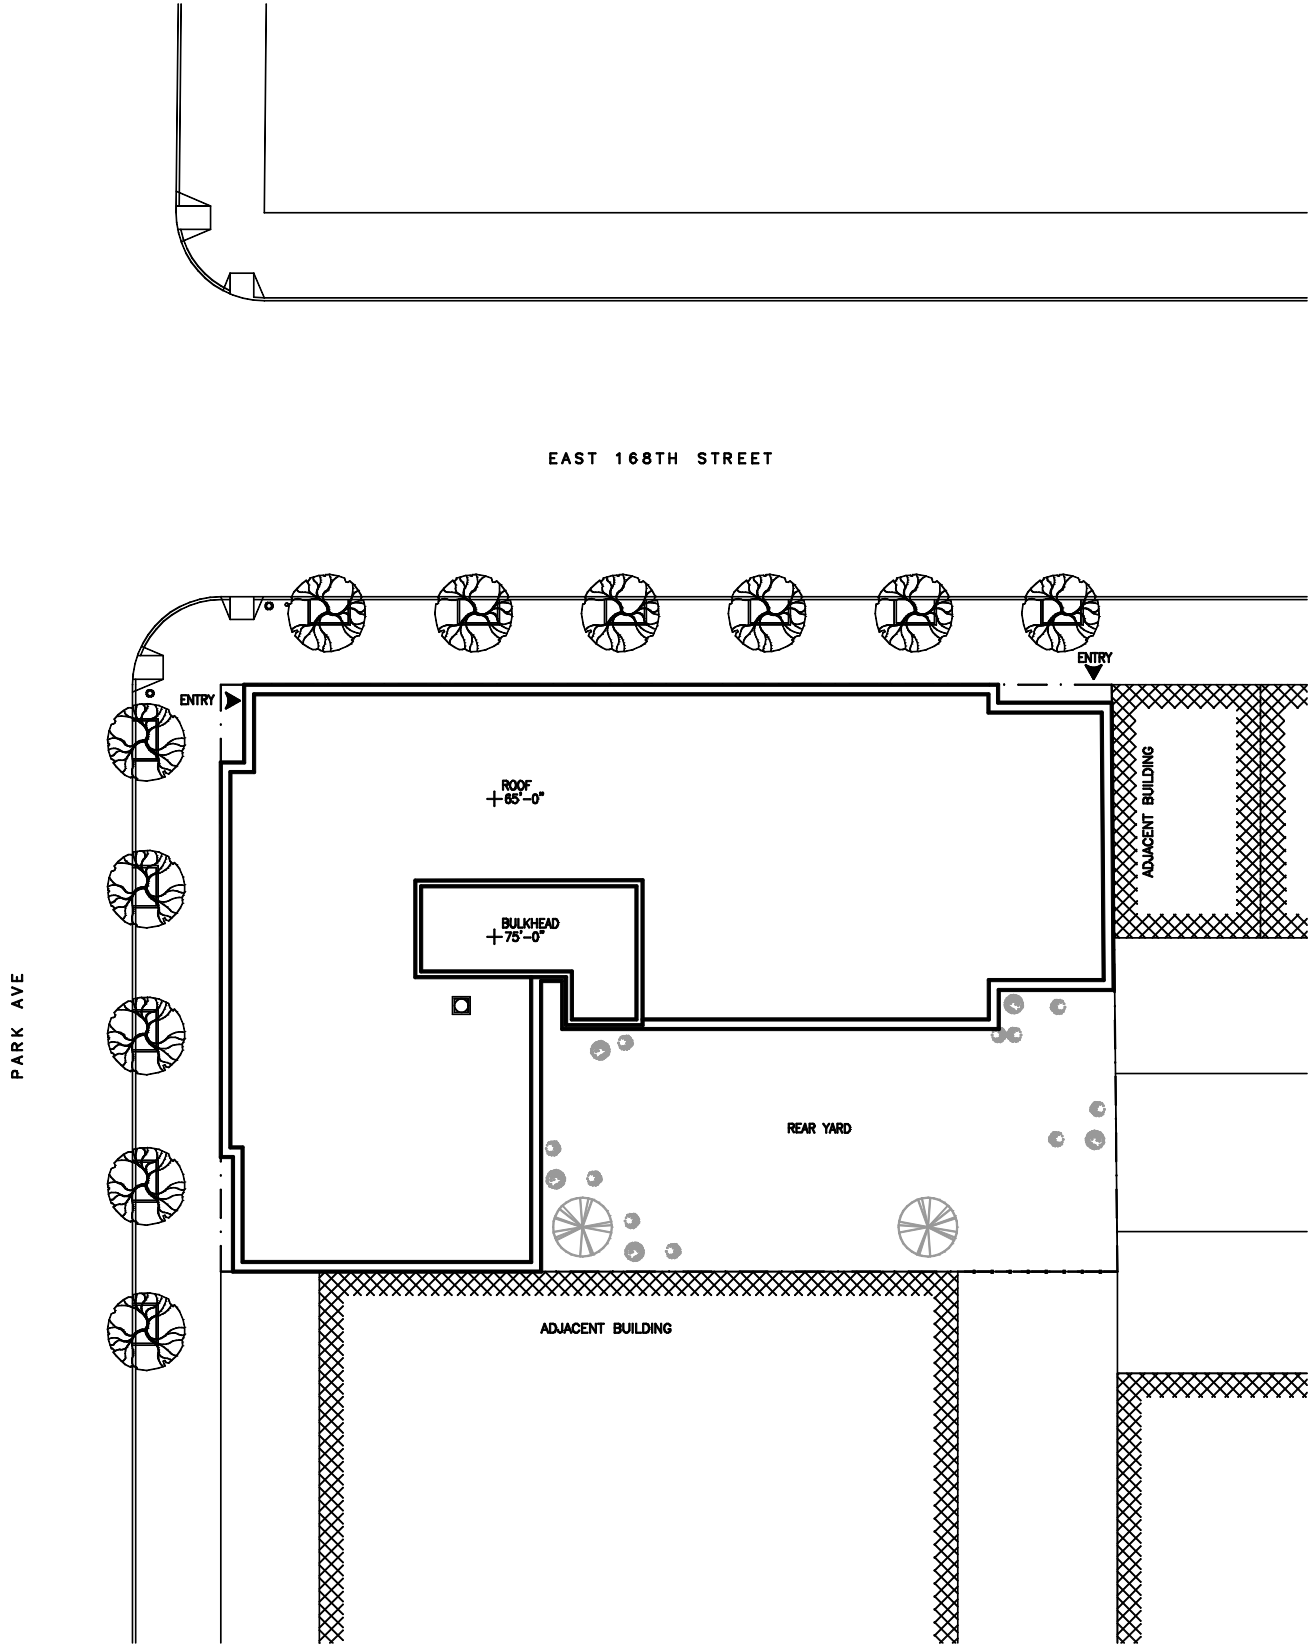 EAST 168TH STREET
ENTRY
ENTRY
ROOF
65'-0"
ADJACENT BUILDING
BULKHEAD
75'-0"
PARK AVE
REAR YARD
ADJACENT BUILDING